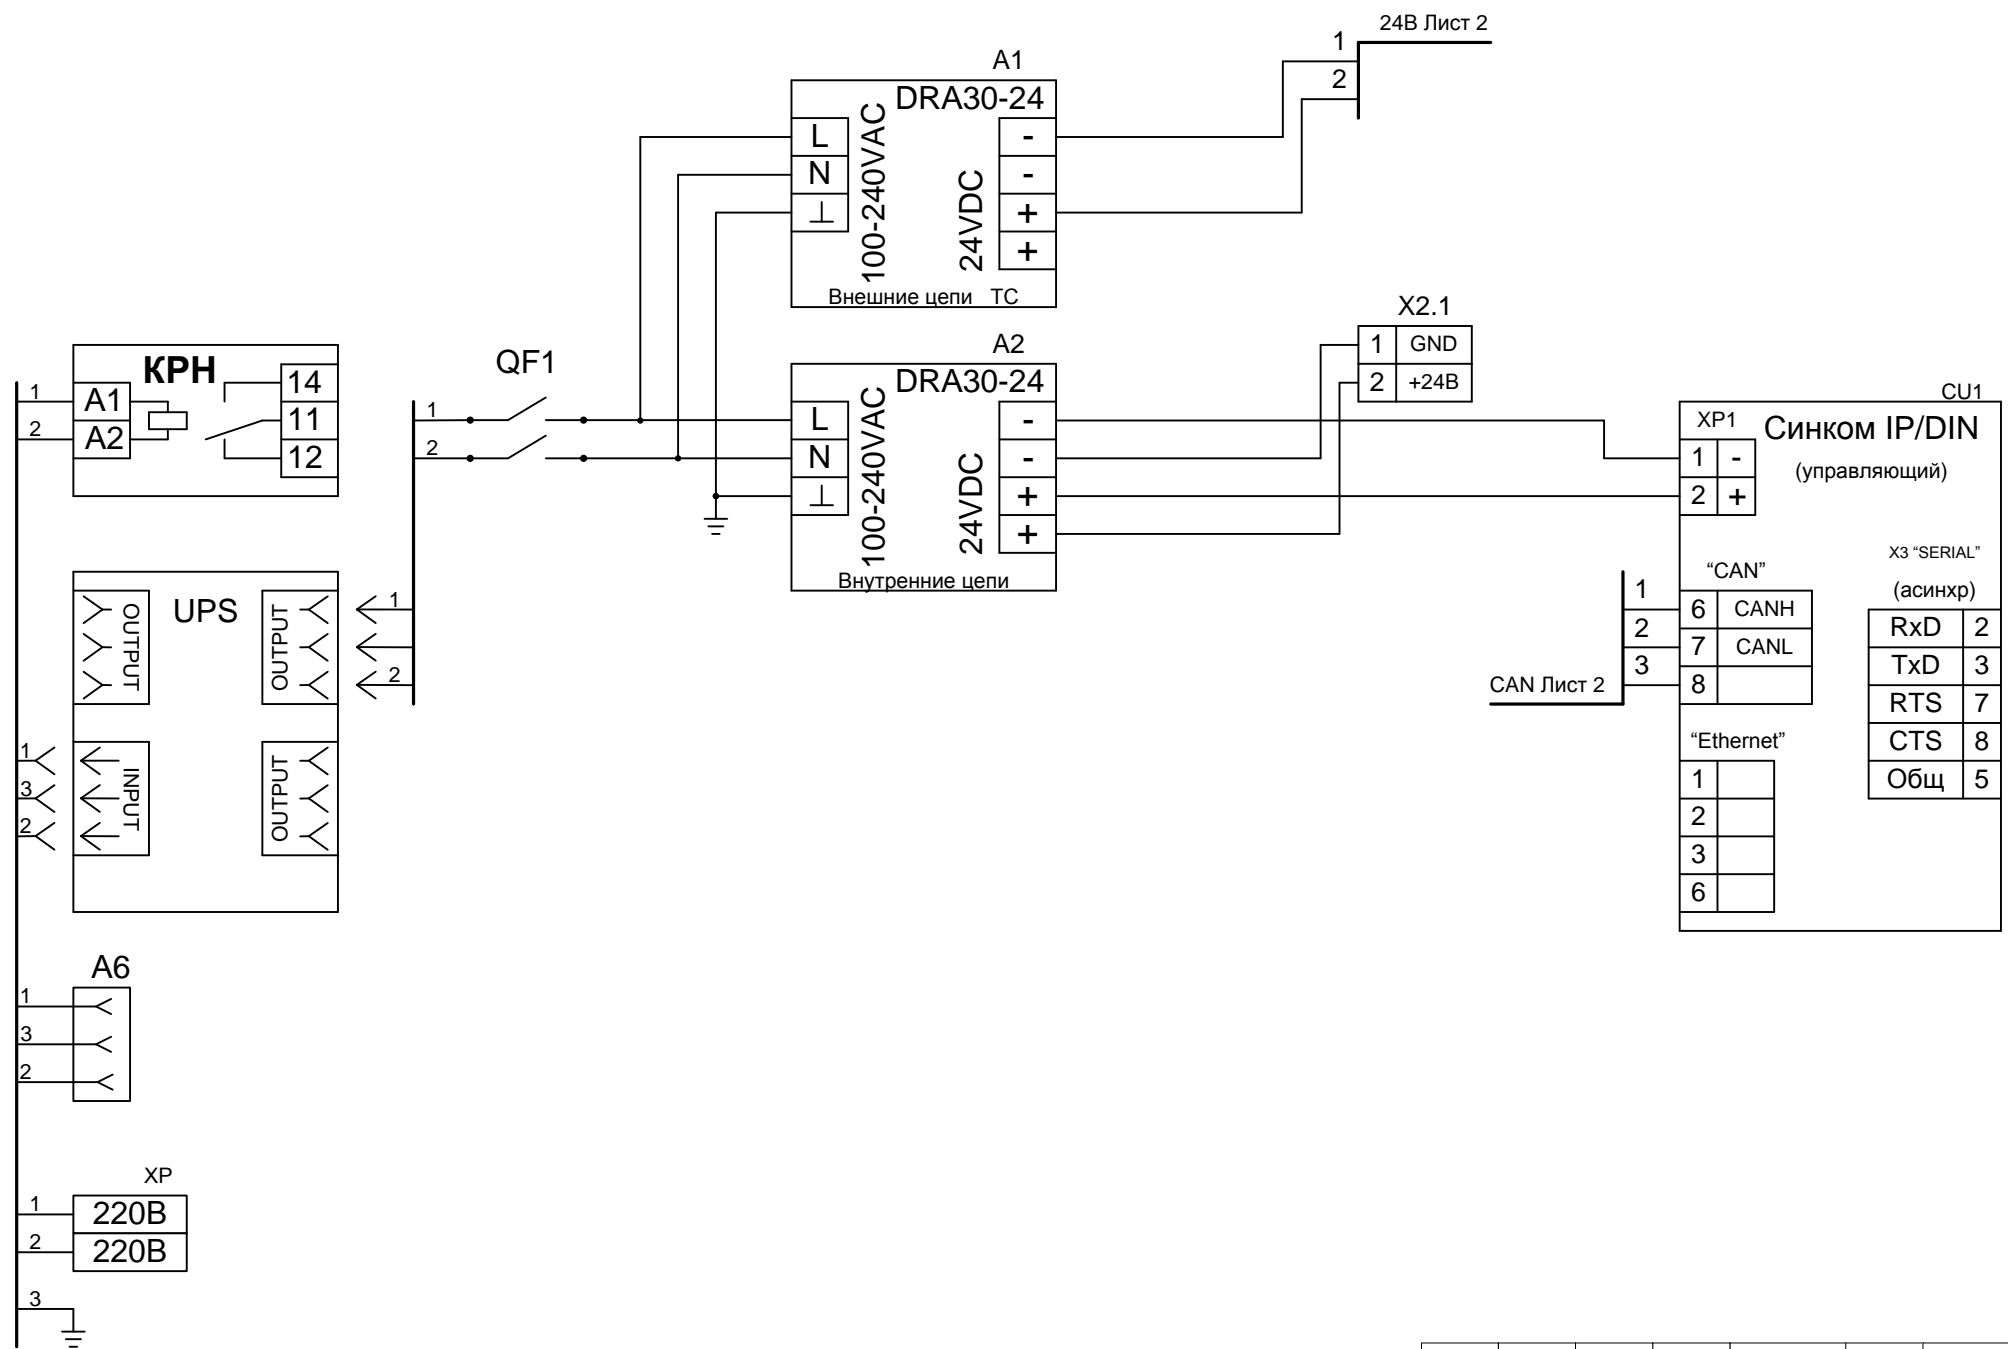 24В Лист 2
1
2
A1
DRA30-24
L
N
⊥
100-240VAC
24VDC
-
-
+
+
Внешние цепи ТС
X2.1
1 GND
2 +24В
A2
DRA30-24
L
N
⊥
100-240VAC
24VDC
-
-
+
+
Внутренние цепи
КРН
1
2
A1
A2
14
11
12
QF1
1
2
UPS
OUTPUT
OUTPUT
1
2
INPUT
OUTPUT
1
3
2
A6
1
3
2
XP
1 220В
2 220В
3
CU1
XP1
Синком IP/DIN
(управляющий)
1 -
2 +
X3 “SERIAL”
(асинхр)
“CAN”
1
2
3
6 CANH
7 CANL
8
CAN Лист 2
RxD 2
TxD 3
RTS 7
CTS 8
Общ 5
“Ethernet”
1
2
3
6